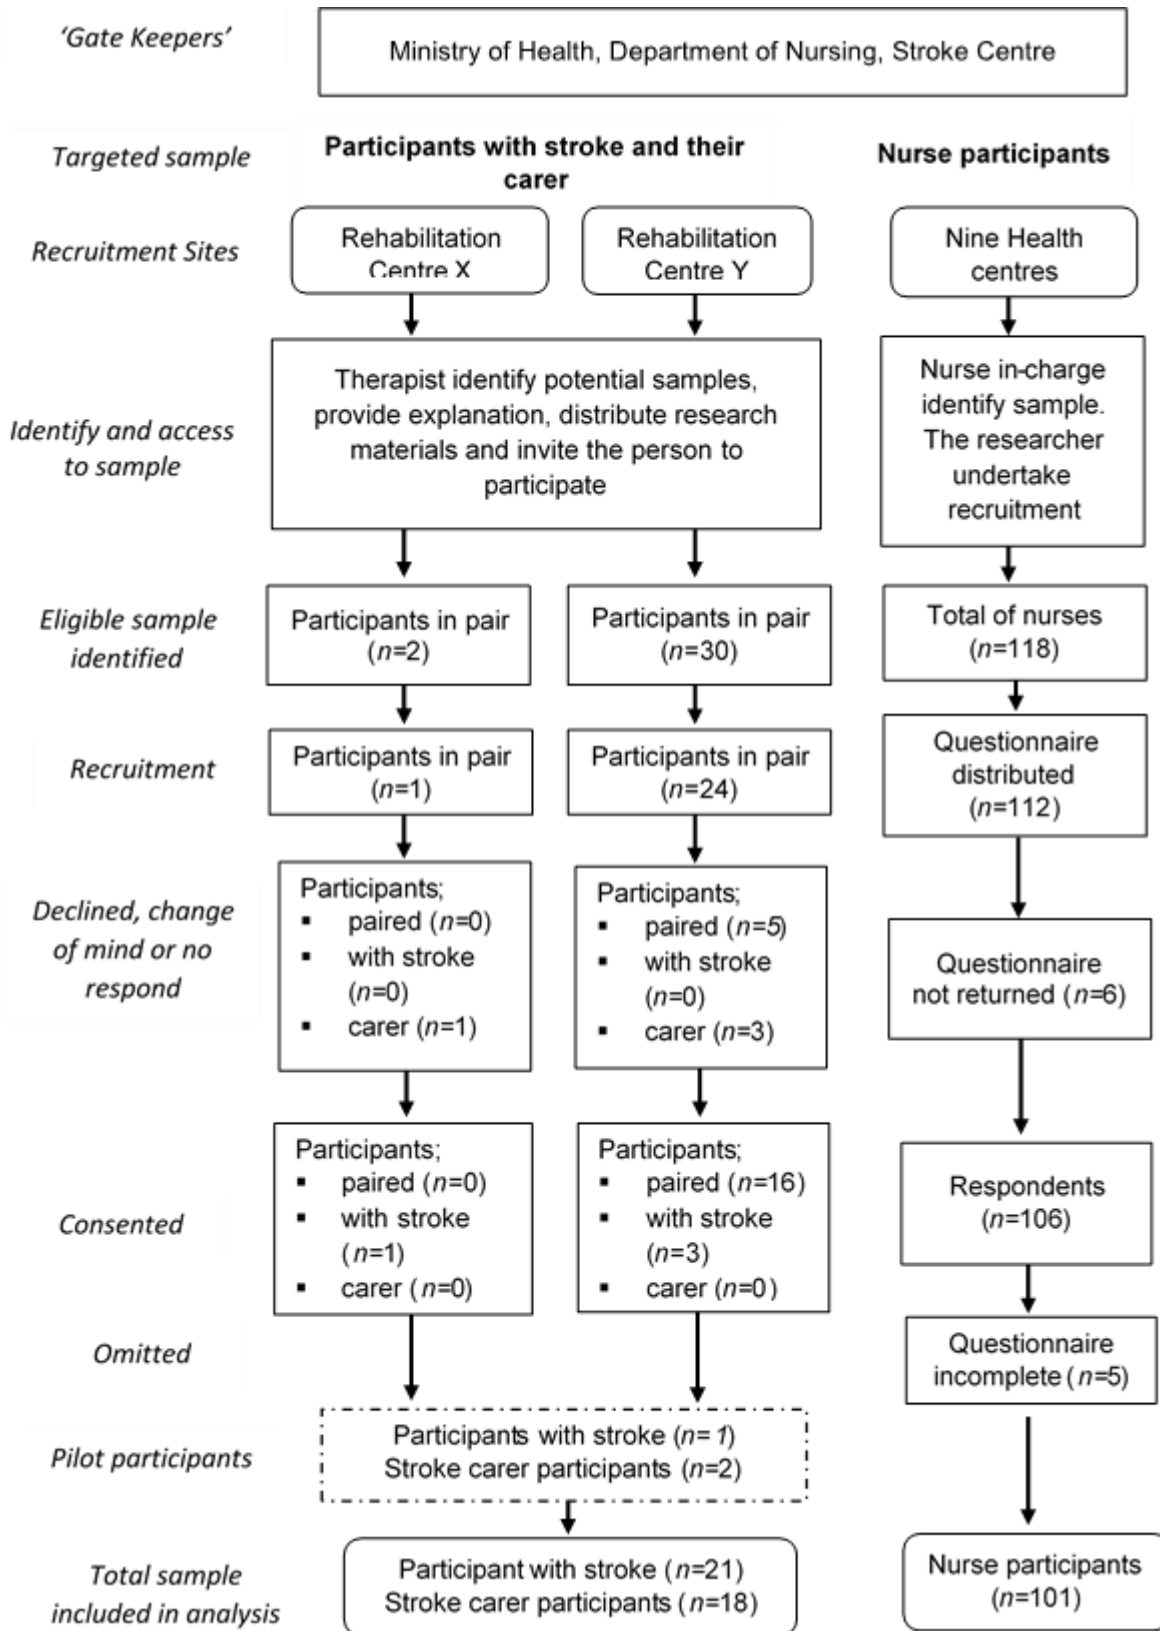 ‘Gate Keepers’
Ministry of Health, Department of Nursing, Stroke Centre
Targeted sample
Participants with stroke and their
carer
Nurse participants
Recruitment Sites
Rehabilitation
Centre X
Rehabilitation
Centre Y
Nine Health
centres
Identify and access
to sample
Therapist identify potential samples,
provide explanation, distribute research
materials and invite the person to
participate
Nurse in-charge
identify sample.
The researcher
undertake
recruitment
Eligible sample
identified
Participants in pair
(n=2)
Participants in pair
(n=30)
Total of nurses
(n=118)
Recruitment
Participants in pair
(n=1)
Participants in pair
(n=24)
Questionnaire
distributed
(n=112)
Declined, change
of mind or no
respond
Participants;
▪ paired (n=0)
▪ with stroke
(n=0)
▪ carer (n=1)
Participants;
▪ paired (n=5)
▪ with stroke
(n=0)
▪ carer (n=3)
Questionnaire
not returned (n=6)
Consented
Participants;
▪ paired (n=0)
▪ with stroke
(n=1)
▪ carer (n=0)
Participants;
▪ paired (n=16)
▪ with stroke
(n=3)
▪ carer (n=0)
Respondents
(n=106)
Omitted
Questionnaire
incomplete (n=5)
Pilot participants
Participants with stroke (n=1)
Stroke carer participants (n=2)
Total sample
included in analysis
Participant with stroke (n=21)
Stroke carer participants (n=18)
Nurse participants
(n=101)